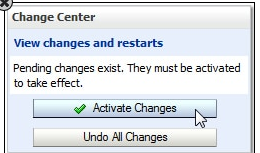 Change Center
View changes and restarts
Pending changes exist. They must be activated
to take effect.
Activate Changes
Undo All Changes